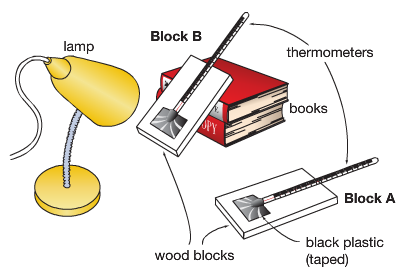 lamp
Block B
thermometers
books
Block A
wood blocks
black plastic
(taped)